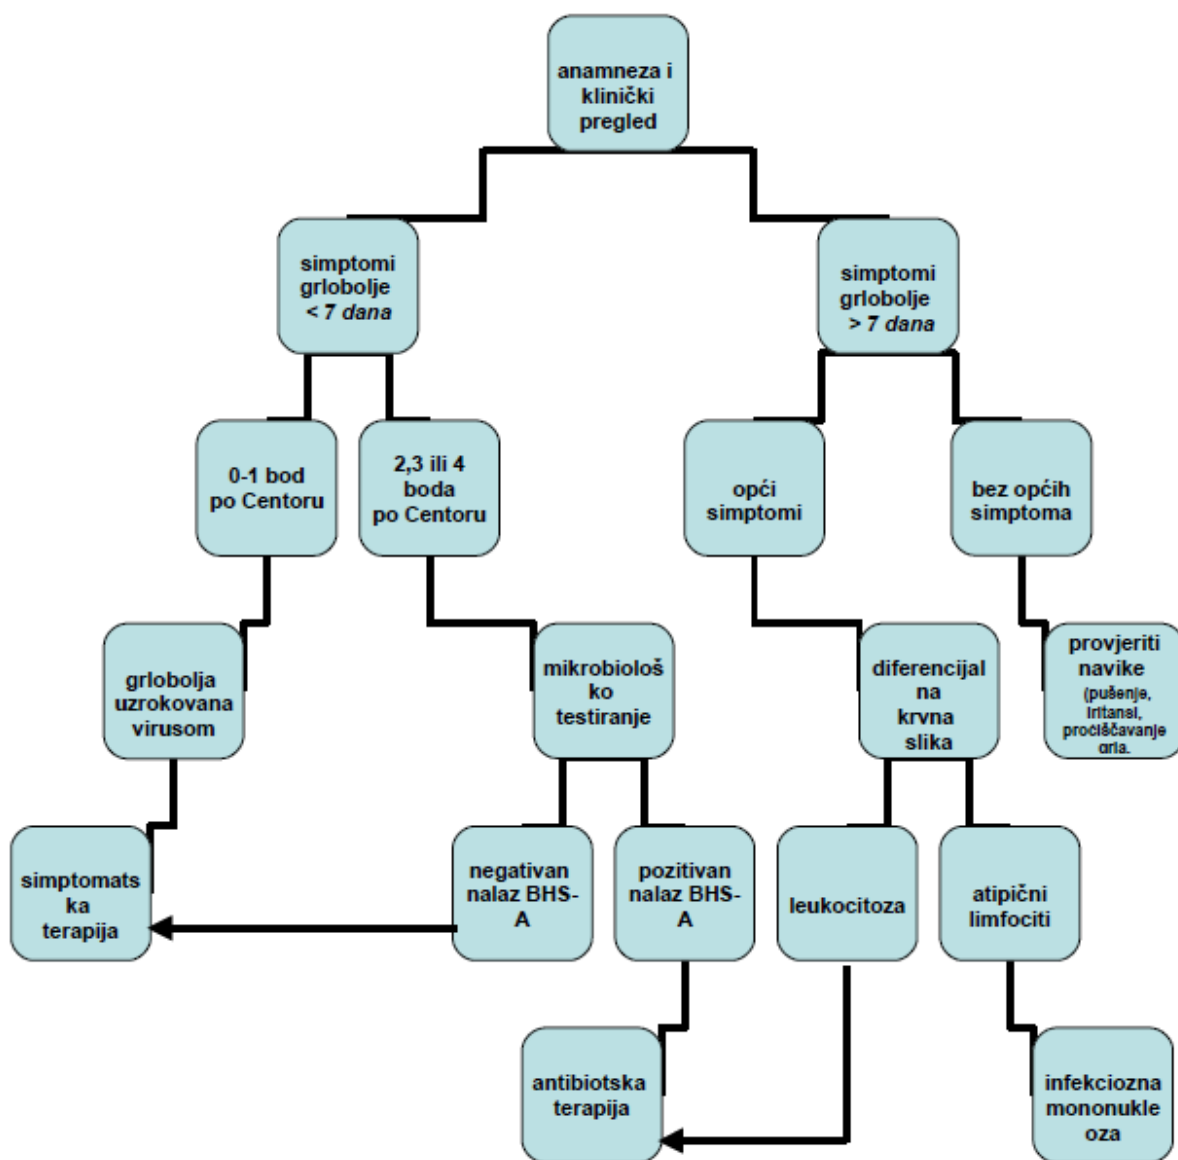 anamneza i
klinički
pregled
simptomi
grlobolje
< 7 dana
simptomi
grlobolje
> 7 dana
0-1 bod
po Centoru
2,3 ili 4
boda
po Centoru
opći
simptomi
bez općih
simptoma
grlobolja
uzrokovana
virusom
mikrobiološ
ko
testiranje
diferencijal
na
krvna
slika
provjeriti
navike
(pušenje,
iritansi,
pročiščavanje
grla.
simptomats
ka
terapija
negativan
nalaz BHS-
A
pozitivan
nalaz BHS-
A
leukocitoza
atipični
limfociti
antibiotska
terapija
infekciozna
mononukle
oza